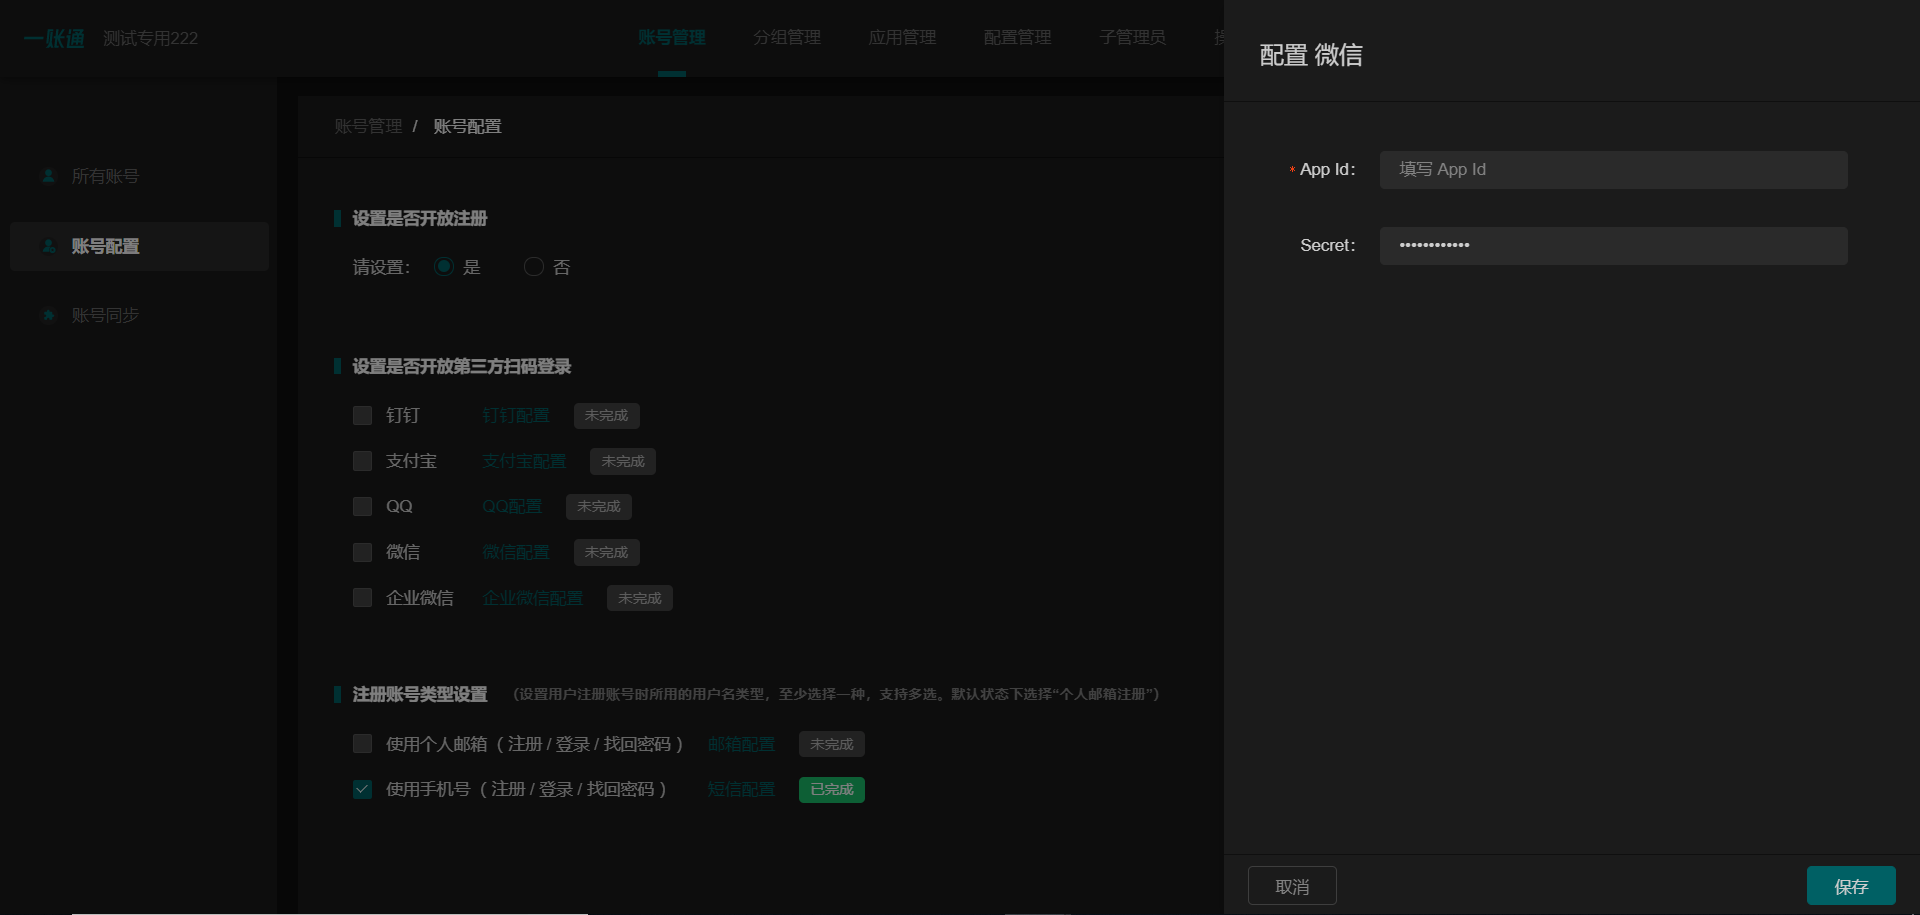 一账通 测试专用222
账号管理 分组管理 应用管理 配置管理 子管理员
所有账号
账号配置
账号同步
账号管理 / 账号配置
设置是否开放注册
请设置： 是 否
设置是否开放第三方扫码登录
钉钉 钉钉配置 未完成
支付宝 支付宝配置 未完成
QQ QQ配置 未完成
微信 微信配置 未完成
企业微信 企业微信配置 未完成
注册账号类型设置 （设置用户注册账号时所用的用户名类型，至少选择一种，支持多选。默认状态下选择“个人邮箱注册”）
使用个人邮箱（注册 / 登录 / 找回密码） 邮箱配置 未完成
使用手机号（注册 / 登录 / 找回密码） 短信配置 已完成
配置 微信
* App Id： 填写 App Id
Secret： ••••••••••••
取消 保存